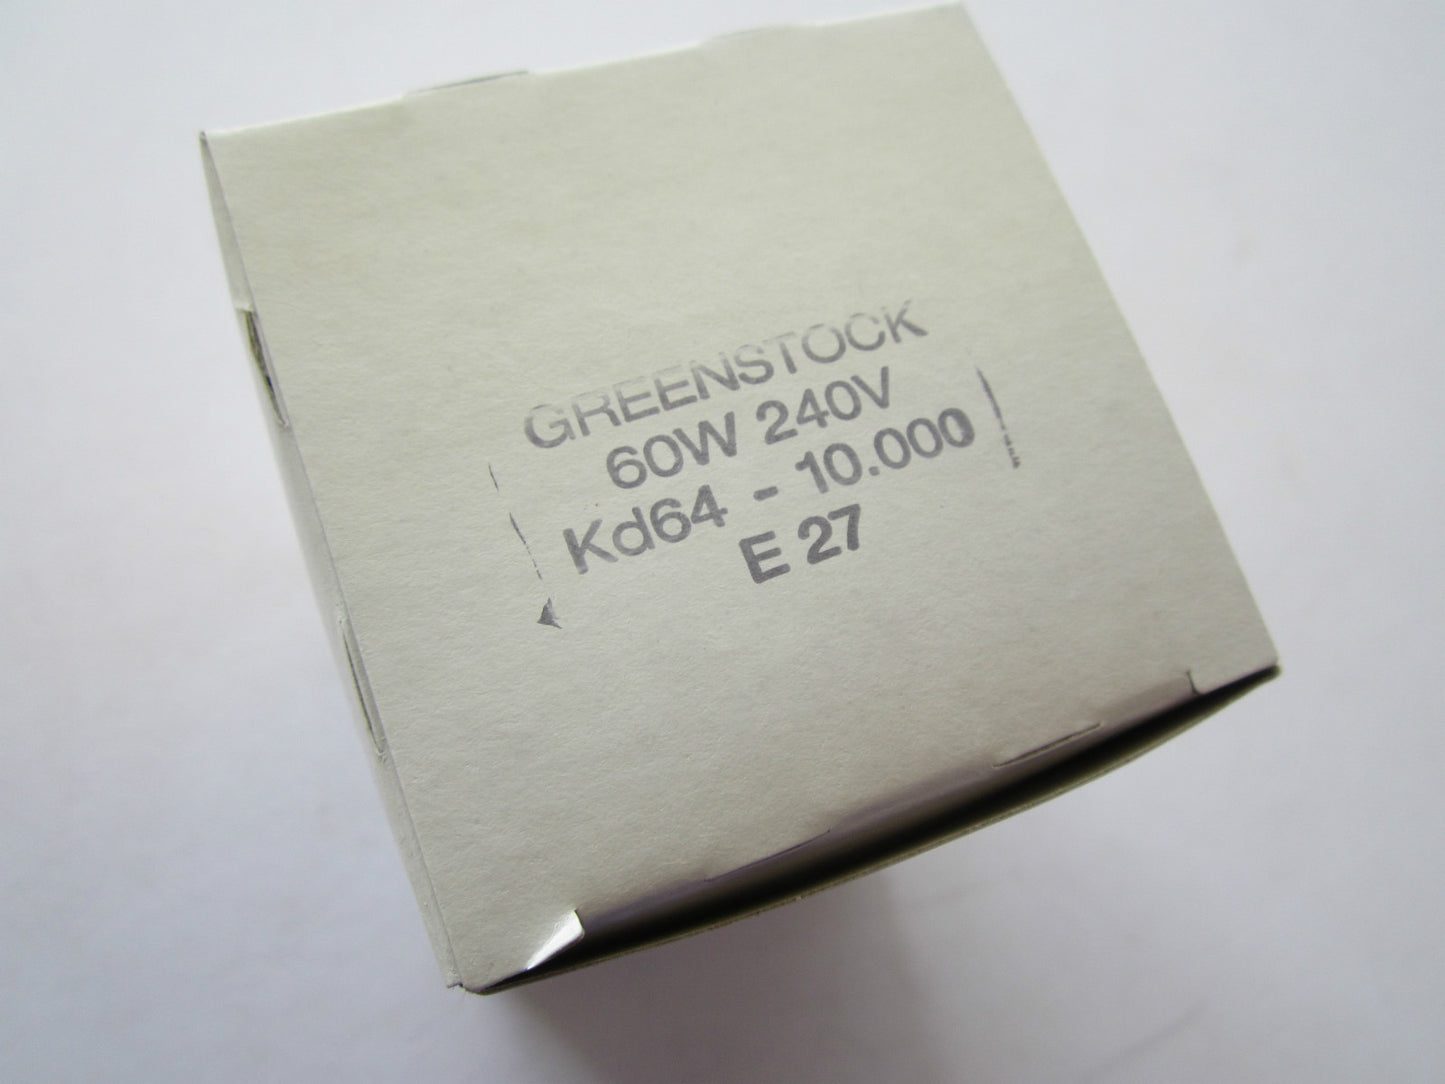 GREENSTOCK
60W 240V
Kd64 - 10.000
E 27